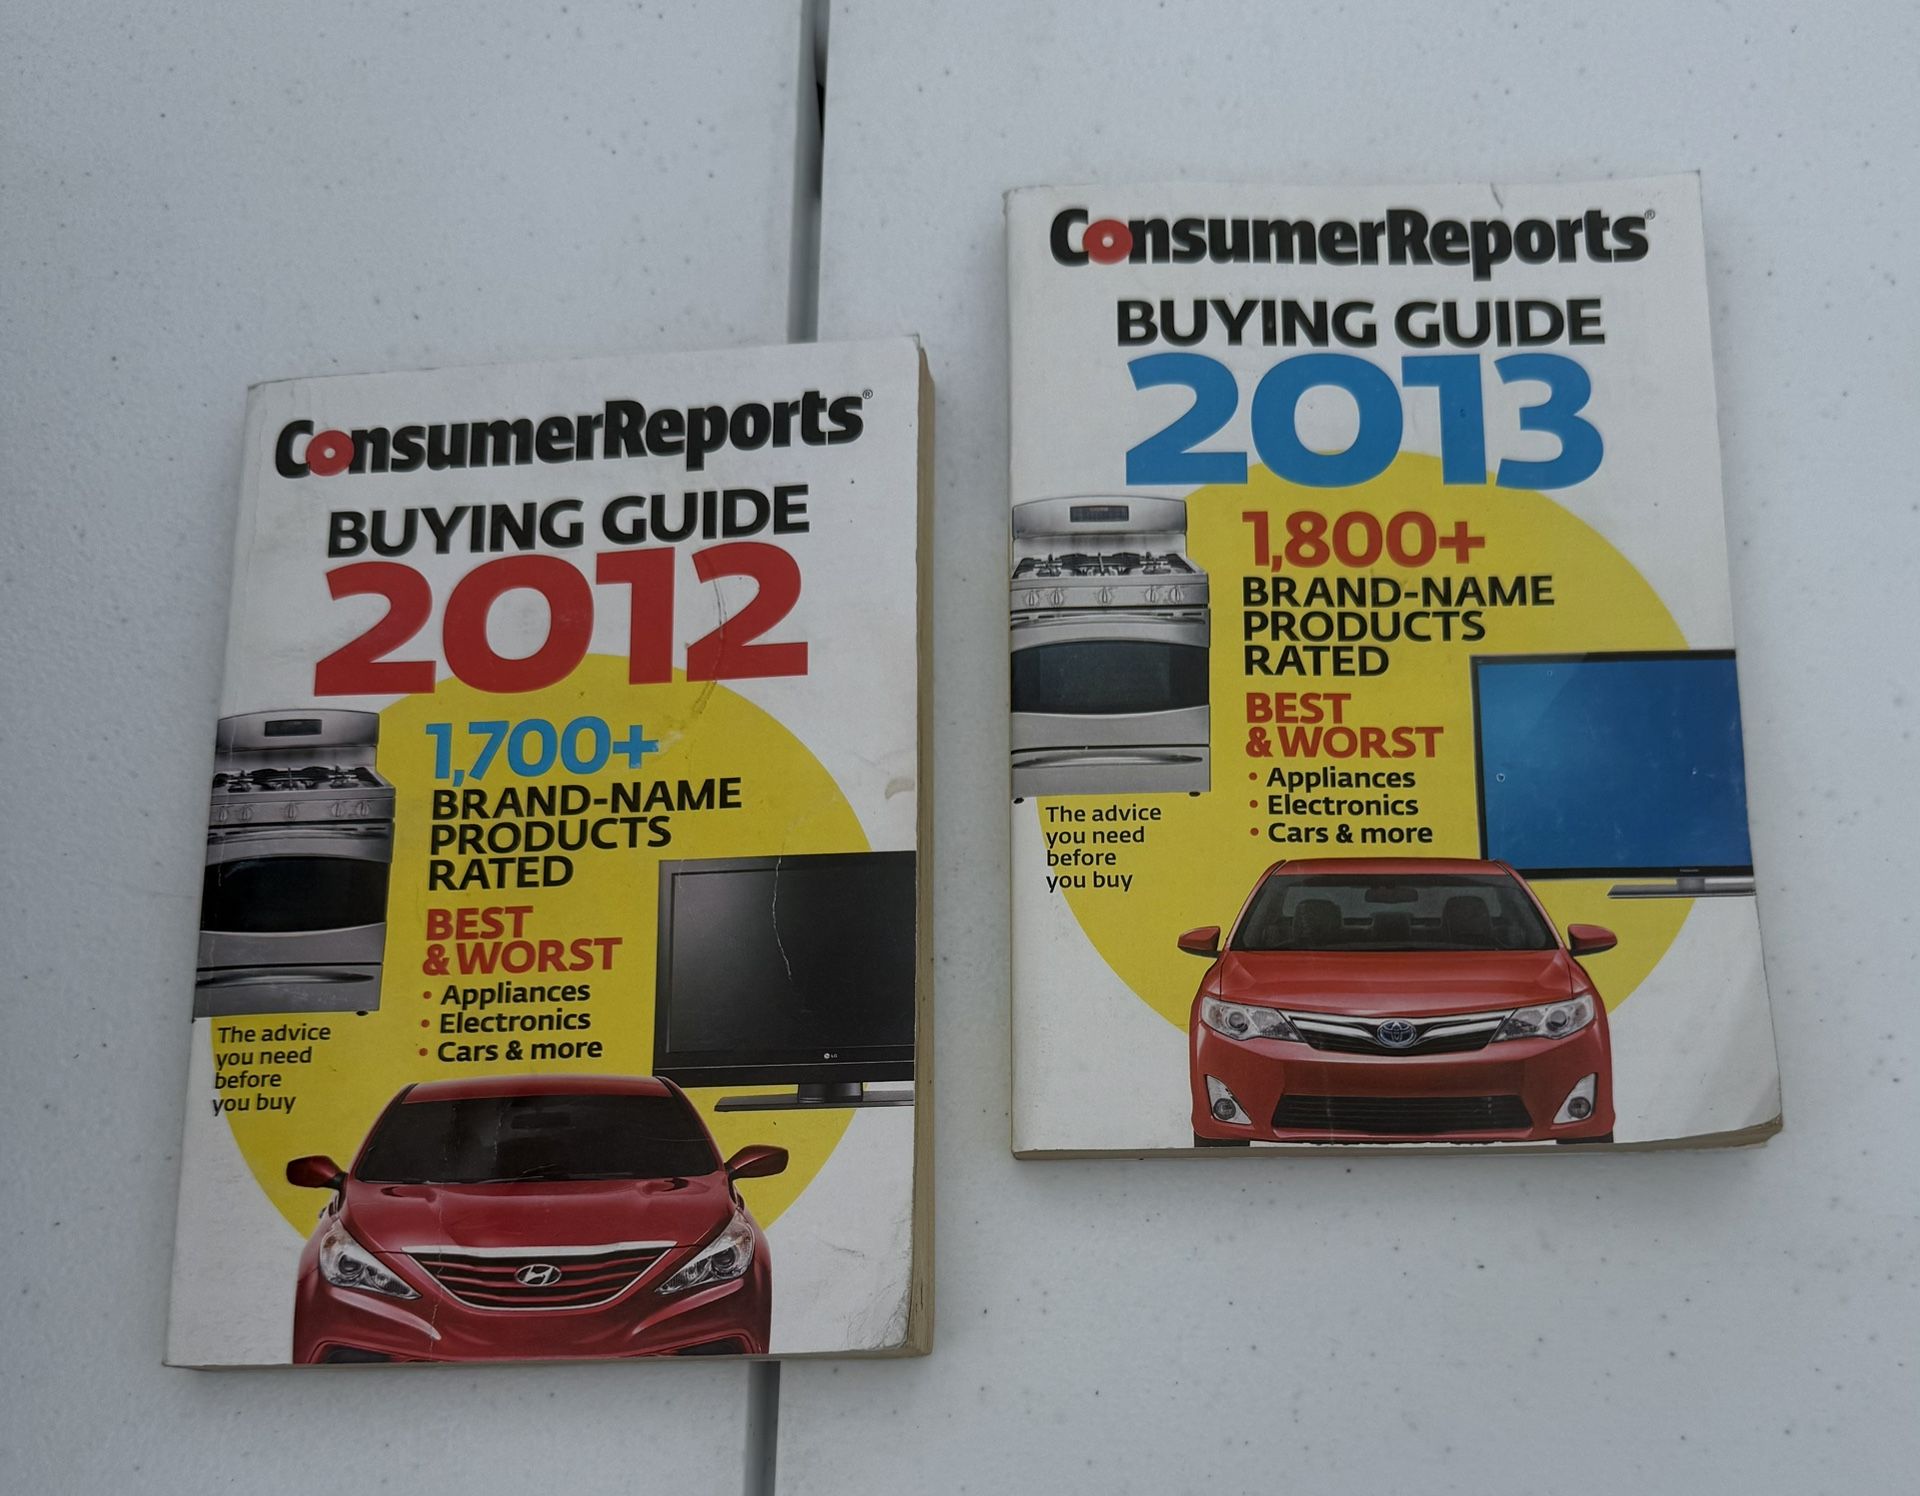 ConsumerReports®
BUYING GUIDE
2012
1,700+
BRAND-NAME
PRODUCTS
RATED
BEST
& WORST
• Appliances
• Electronics
• Cars & more
The advice
you need
before
you buy
LG
ConsumerReports®
BUYING GUIDE
2013
1,800+
BRAND-NAME
PRODUCTS
RATED
BEST
& WORST
• Appliances
• Electronics
• Cars & more
The advice
you need
before
you buy